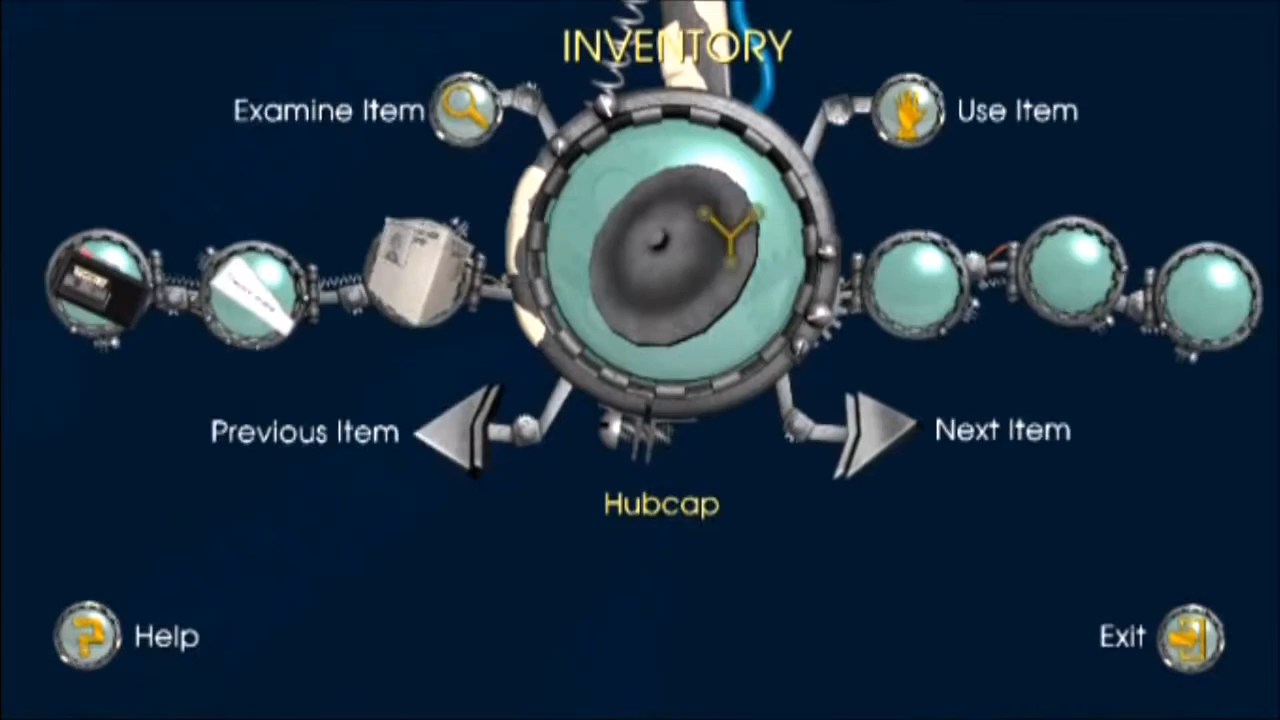 INVENTORY
Examine Item
Use Item
Previous Item
Next Item
Hubcap
Help
Exit